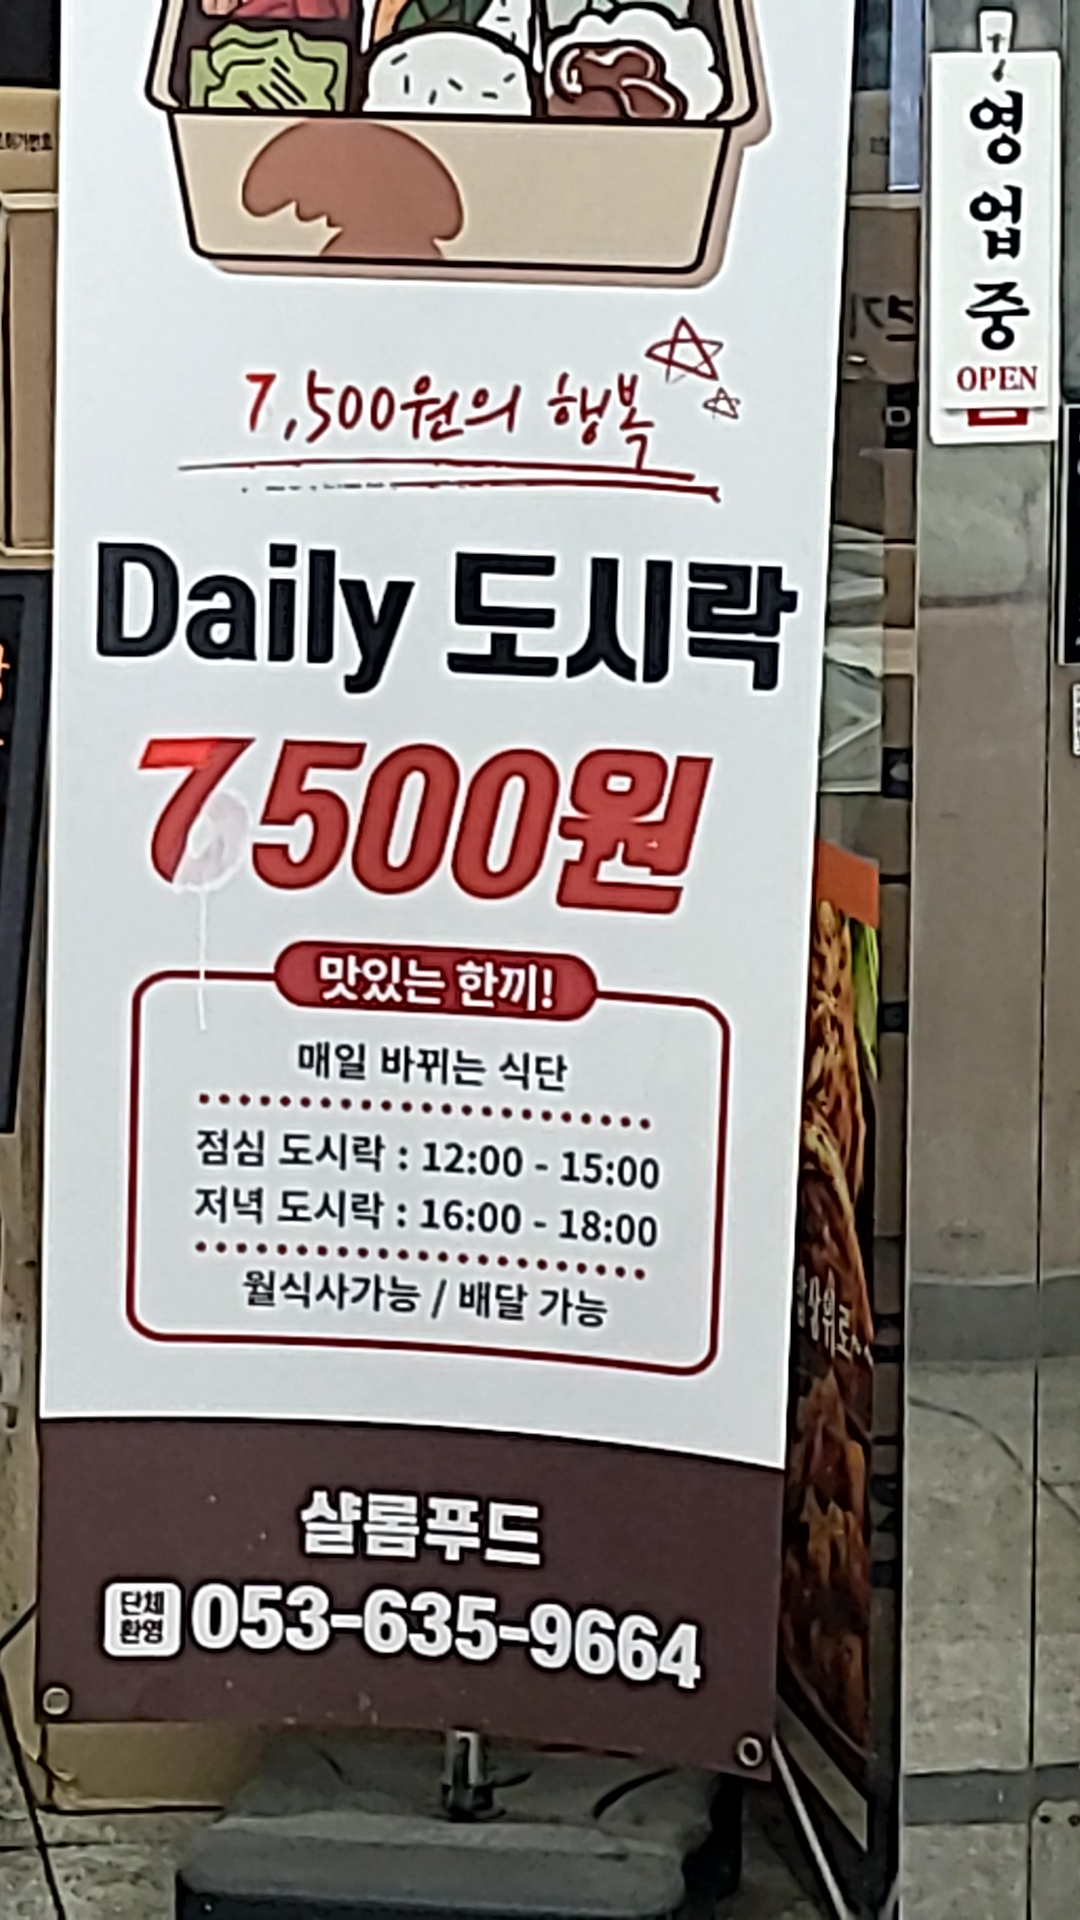 7,500원의 행복
Daily 도시락
7500원
맛있는 한끼!
매일 바뀌는 식단
점심 도시락 : 12:00 - 15:00
저녁 도시락 : 16:00 - 18:00
월식사가능 / 배달 가능
샬롬푸드
단체
환영
053-635-9664
영
업
중
OPEN